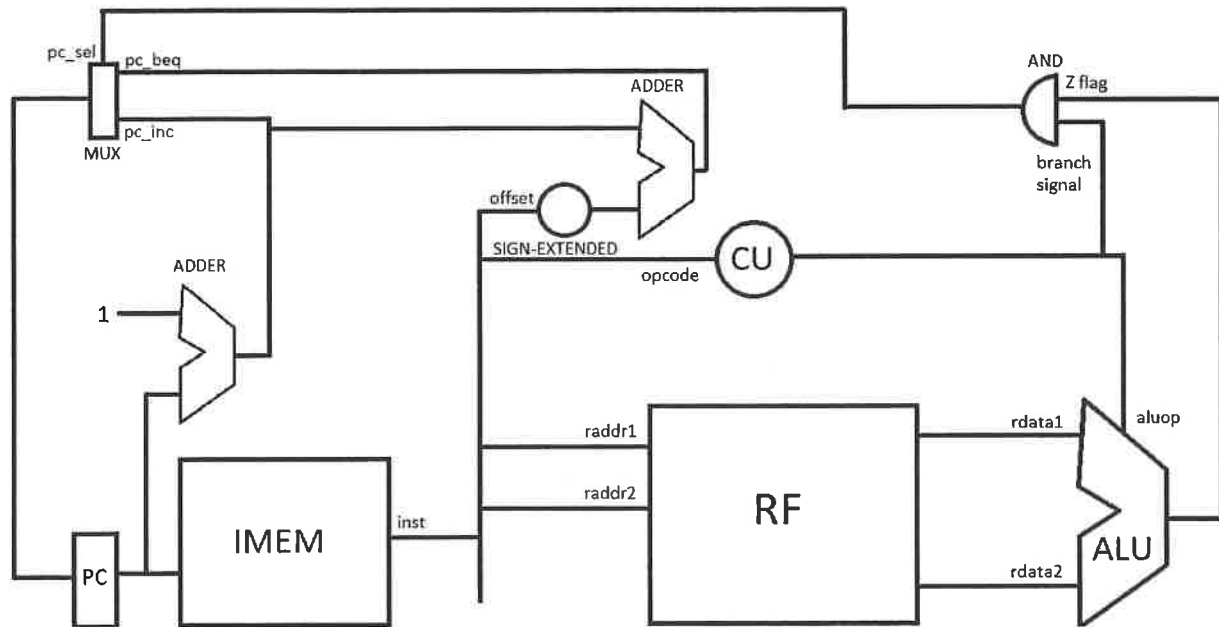 pc_sel
pc_beq
pc_inc
MUX
ADDER
AND
Z flag
branch
signal
offset
SIGN-EXTENDED
opcode
CU
ADDER
1
raddr1
raddr2
RF
rdata1
rdata2
aluop
ALU
inst
IMEM
PC